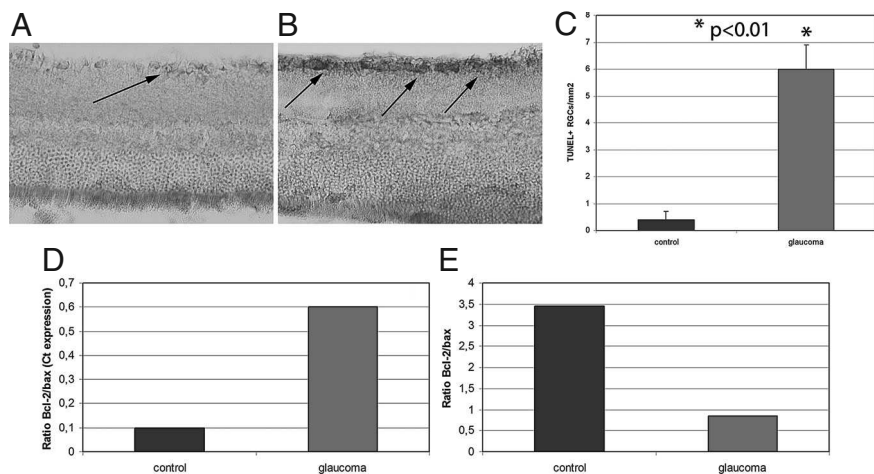 A
B
C
* p<0.01
*
TUNEL+ RGCs/mm2
8
7
6
5
4
3
2
1
0
control
glaucoma
D
Ratio Bcl-2/bax (Ct expression)
0,7
0,6
0,5
0,4
0,3
0,2
0,1
0
control
glaucoma
E
Ratio Bcl-2/bax
4
3,5
3
2,5
2
1,5
1
0,5
0
control
glaucoma